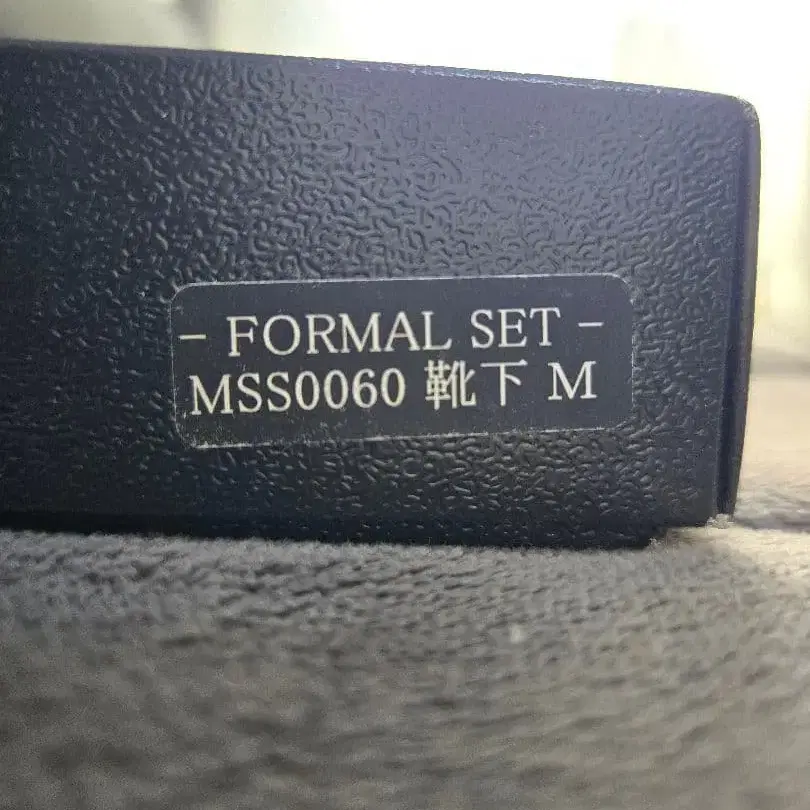 - FORMAL SET -
MSS0060 靴下 M